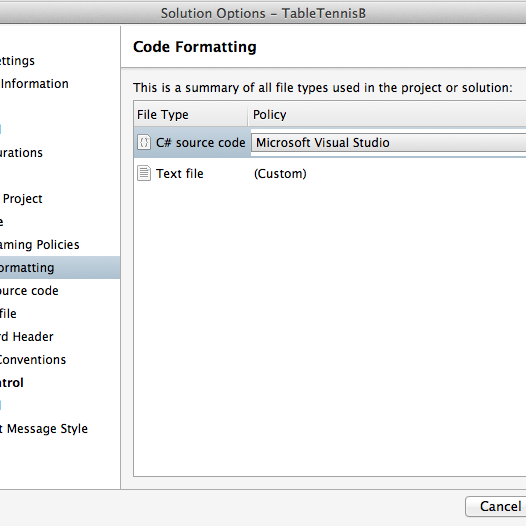 Solution Options – TableTennisB
ettings
Information
urations
Project
e
aming Policies
ormatting
ource code
file
rd Header
Conventions
ntrol
t Message Style
Code Formatting
This is a summary of all file types used in the project or solution:
File Type Policy
C# source code Microsoft Visual Studio
Text file (Custom)
Cancel